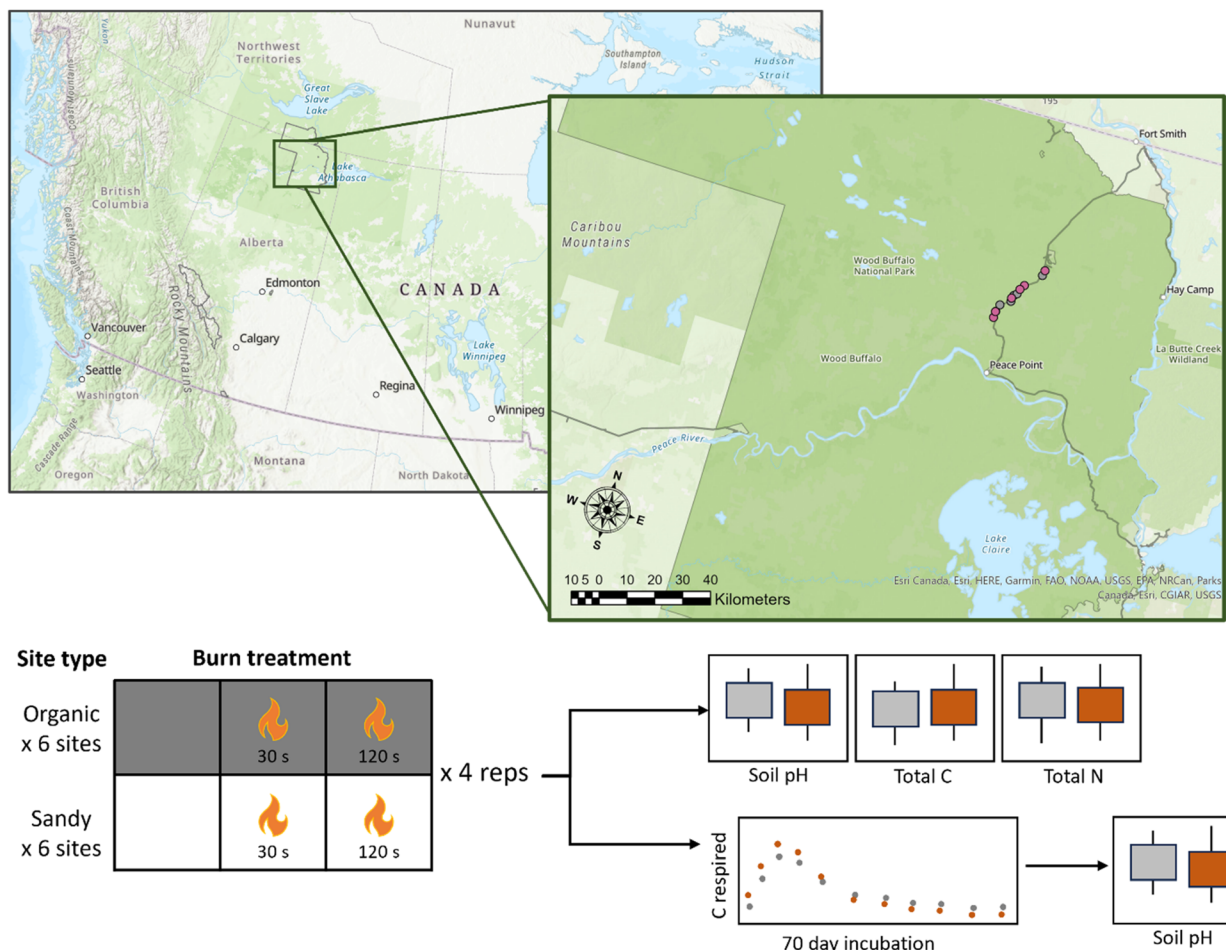 Nunavut
Yukon
Northwest
Territories
Southampton
Island
Hudson
Strait
Great
Slave
Lake
Coast Mountains
Lake
Athabasca
British
Columbia
Alberta
Coast Mountains
Edmonton
CANADA
Rocky Mountains
Vancouver
Calgary
Lake
Winnipeg
Seattle
Washington
Regina
Winnipeg
Cascade Range
Montana
Oregon
North Dakota
195
Fort Smith
Caribou
Mountains
Wood Buffalo
National Park
Hay Camp
Wood Buffalo
La Butte Creek
Wildland
Peace Point
Peace River
N
W
E
S
Lake
Claire
Esri Canada, Esri, HERE, Garmin, FAO, NOAA, USGS, EPA, NRCan, Parks
Canada, Esri, CGIAR, USGS
10 5 0 10 20 30 40
Kilometers
Site type Burn treatment
Organic
x 6 sites
30 s 120 s
Sandy
x 6 sites
30 s 120 s
x 4 reps
Soil pH Total C Total N
C respired
70 day incubation
Soil pH